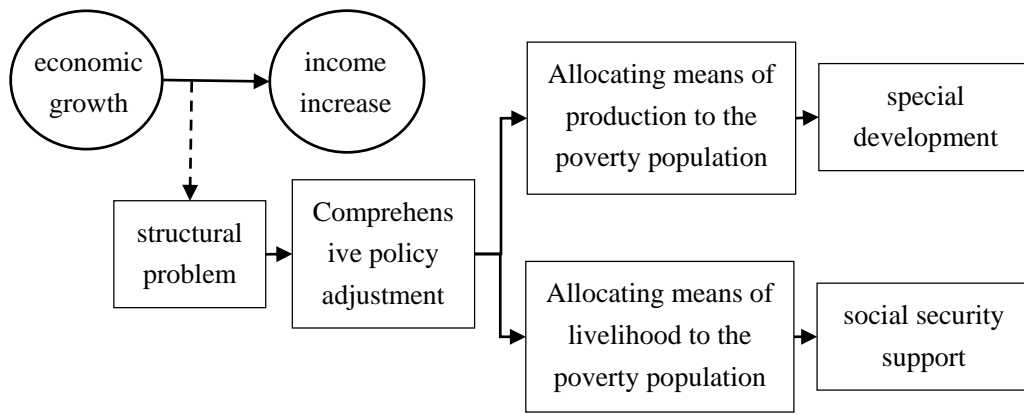 economic
growth
income
increase
structural
problem
Comprehens
ive policy
adjustment
Allocating means of
production to the
poverty population
special
development
Allocating means of
livelihood to the
poverty population
social security
support